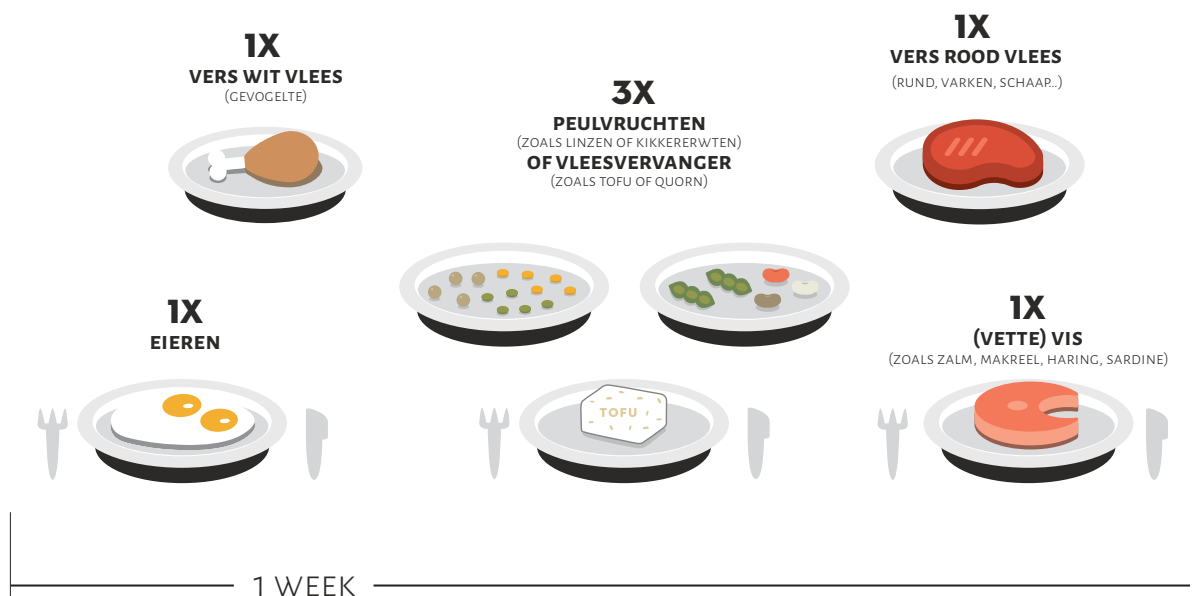 1X
VERS WIT VLEES
(GEVOGELTE)
3X
PEULVRUCHTEN
(ZOALS LINZEN OF KIKKERERWTEN)
OF VLEESVERVANGER
(ZOALS TOFU OF QUORN)
1X
VERS ROOD VLEES
(RUND, VARKEN, SCHAAP...)
1X
EIEREN
TOFU
1X
(VETTE) VIS
(ZOALS ZALM, MAKREEL, HARING, SARDINE)
1 WEEK